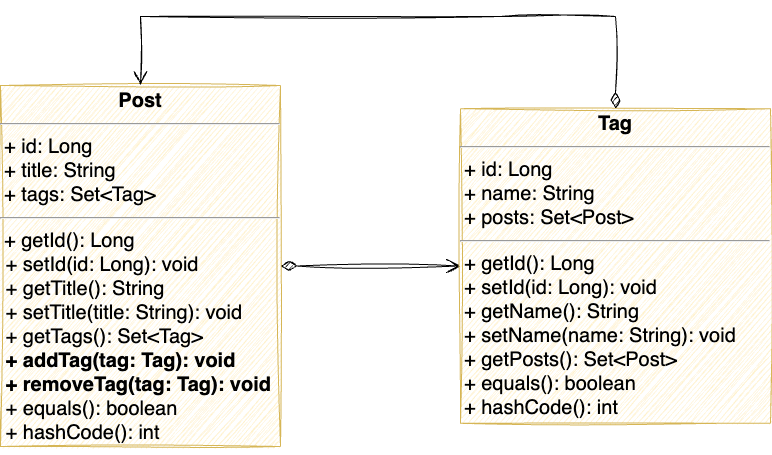 Post
+ id: Long
+ title: String
+ tags: Set<Tag>
+ getId(): Long
+ setId(id: Long): void
+ getTitle(): String
+ setTitle(title: String): void
+ getTags(): Set<Tag>
+ addTag(tag: Tag): void
+ removeTag(tag: Tag): void
+ equals(): boolean
+ hashCode(): int
Tag
+ id: Long
+ name: String
+ posts: Set<Post>
+ getId(): Long
+ setId(id: Long): void
+ getName(): String
+ setName(name: String): void
+ getPosts(): Set<Post>
+ equals(): boolean
+ hashCode(): int